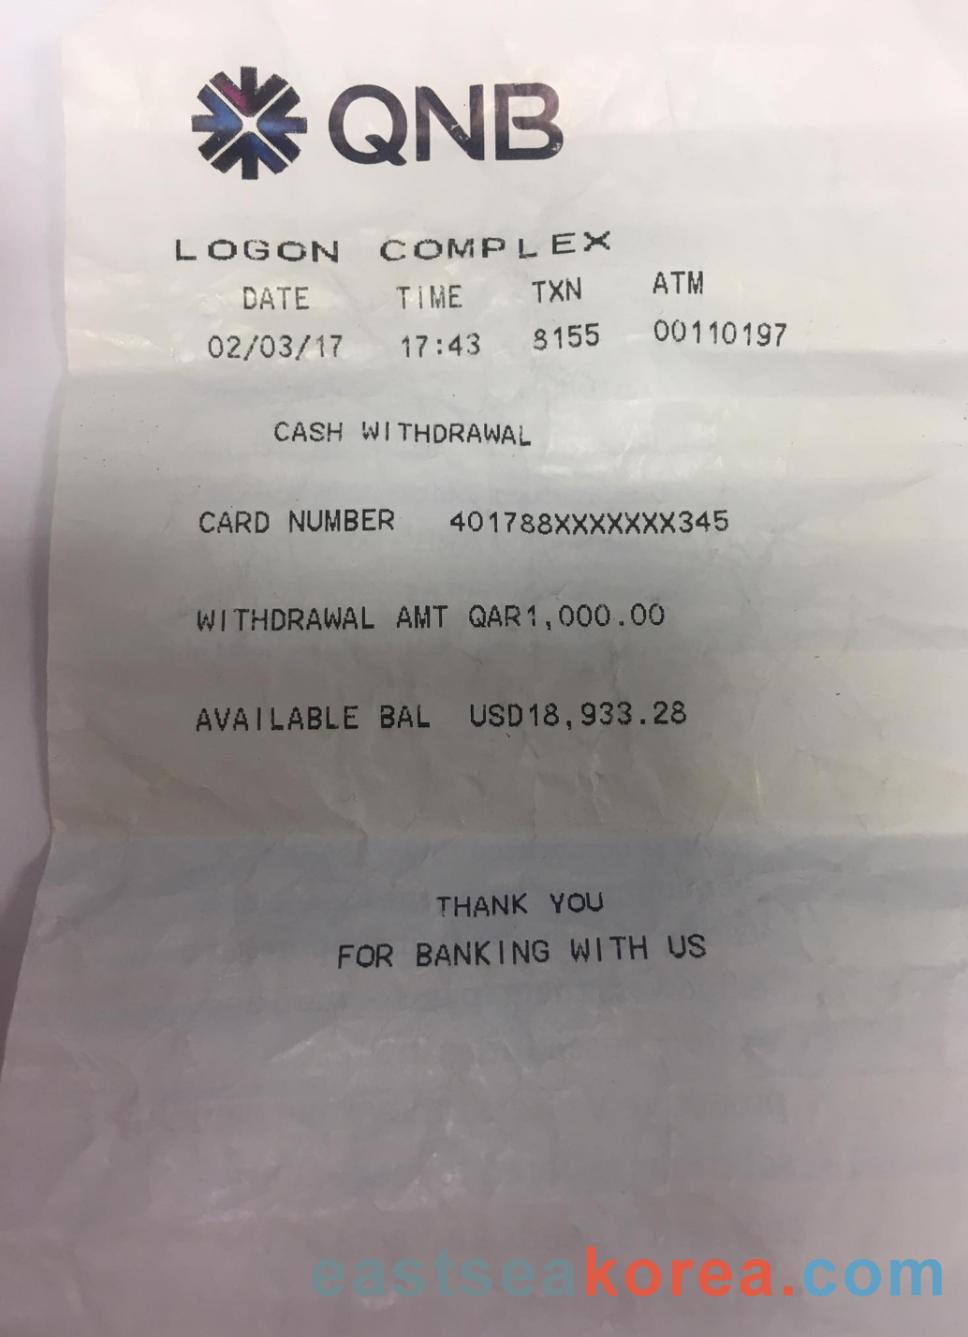 QNB
LOGON COMPLEX
DATE TIME TXN ATM
02/03/17 17:43 8155 00110197
CASH WITHDRAWAL
CARD NUMBER 401788XXXXXXX345
WITHDRAWAL AMT QAR1,000.00
AVAILABLE BAL USD18,933.28
THANK YOU
FOR BANKING WITH US
eastseakorea.com